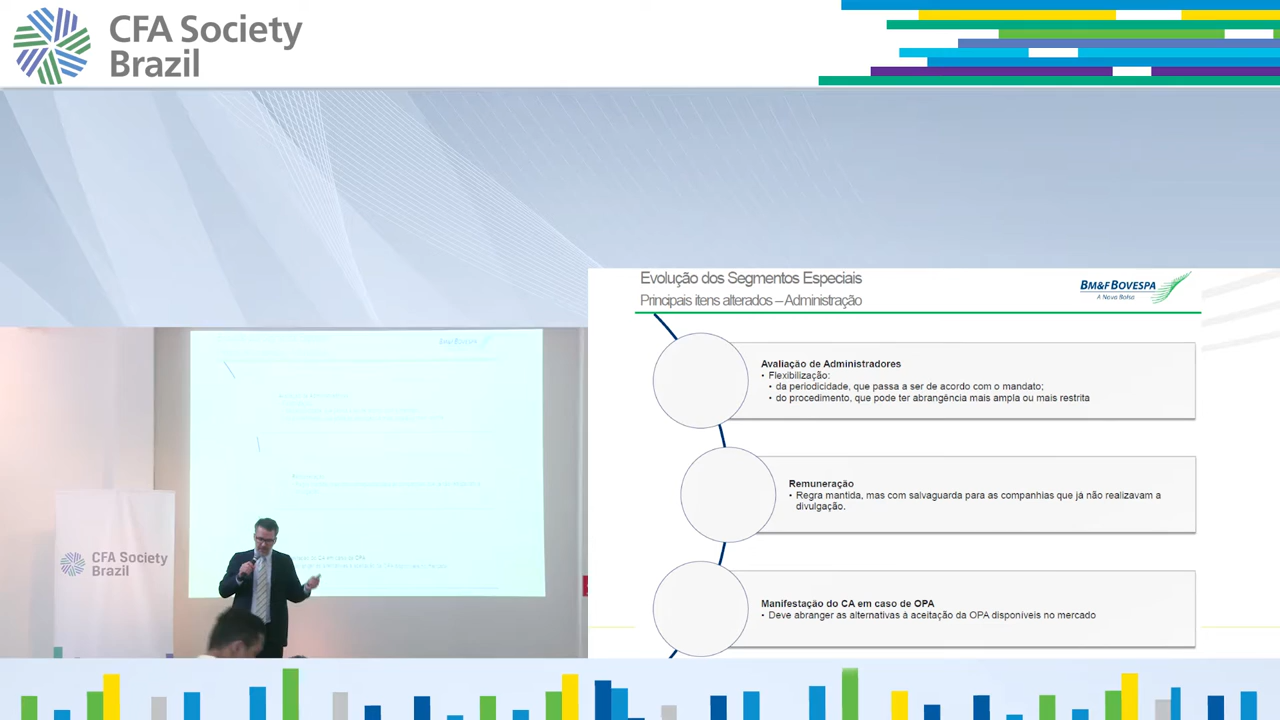 CFA Society
Brazil
Evolução dos Segmentos Especiais
Principais itens alterados – Administração
BM&FBOVESPA
A Nova Bolsa
Avaliação de Administradores
• Flexibilização:
• da periodicidade, que passa a ser de acordo com o mandato;
• do procedimento, que pode ter abrangência mais ampla ou mais restrita
Remuneração
• Regra mantida, mas com salvaguarda para as companhias que já não realizavam a
divulgação.
Manifestação do CA em caso de OPA
• Deve abranger as alternativas à aceitação da OPA disponíveis no mercado
BM&FBOVESPA
CFA Society
Brazil